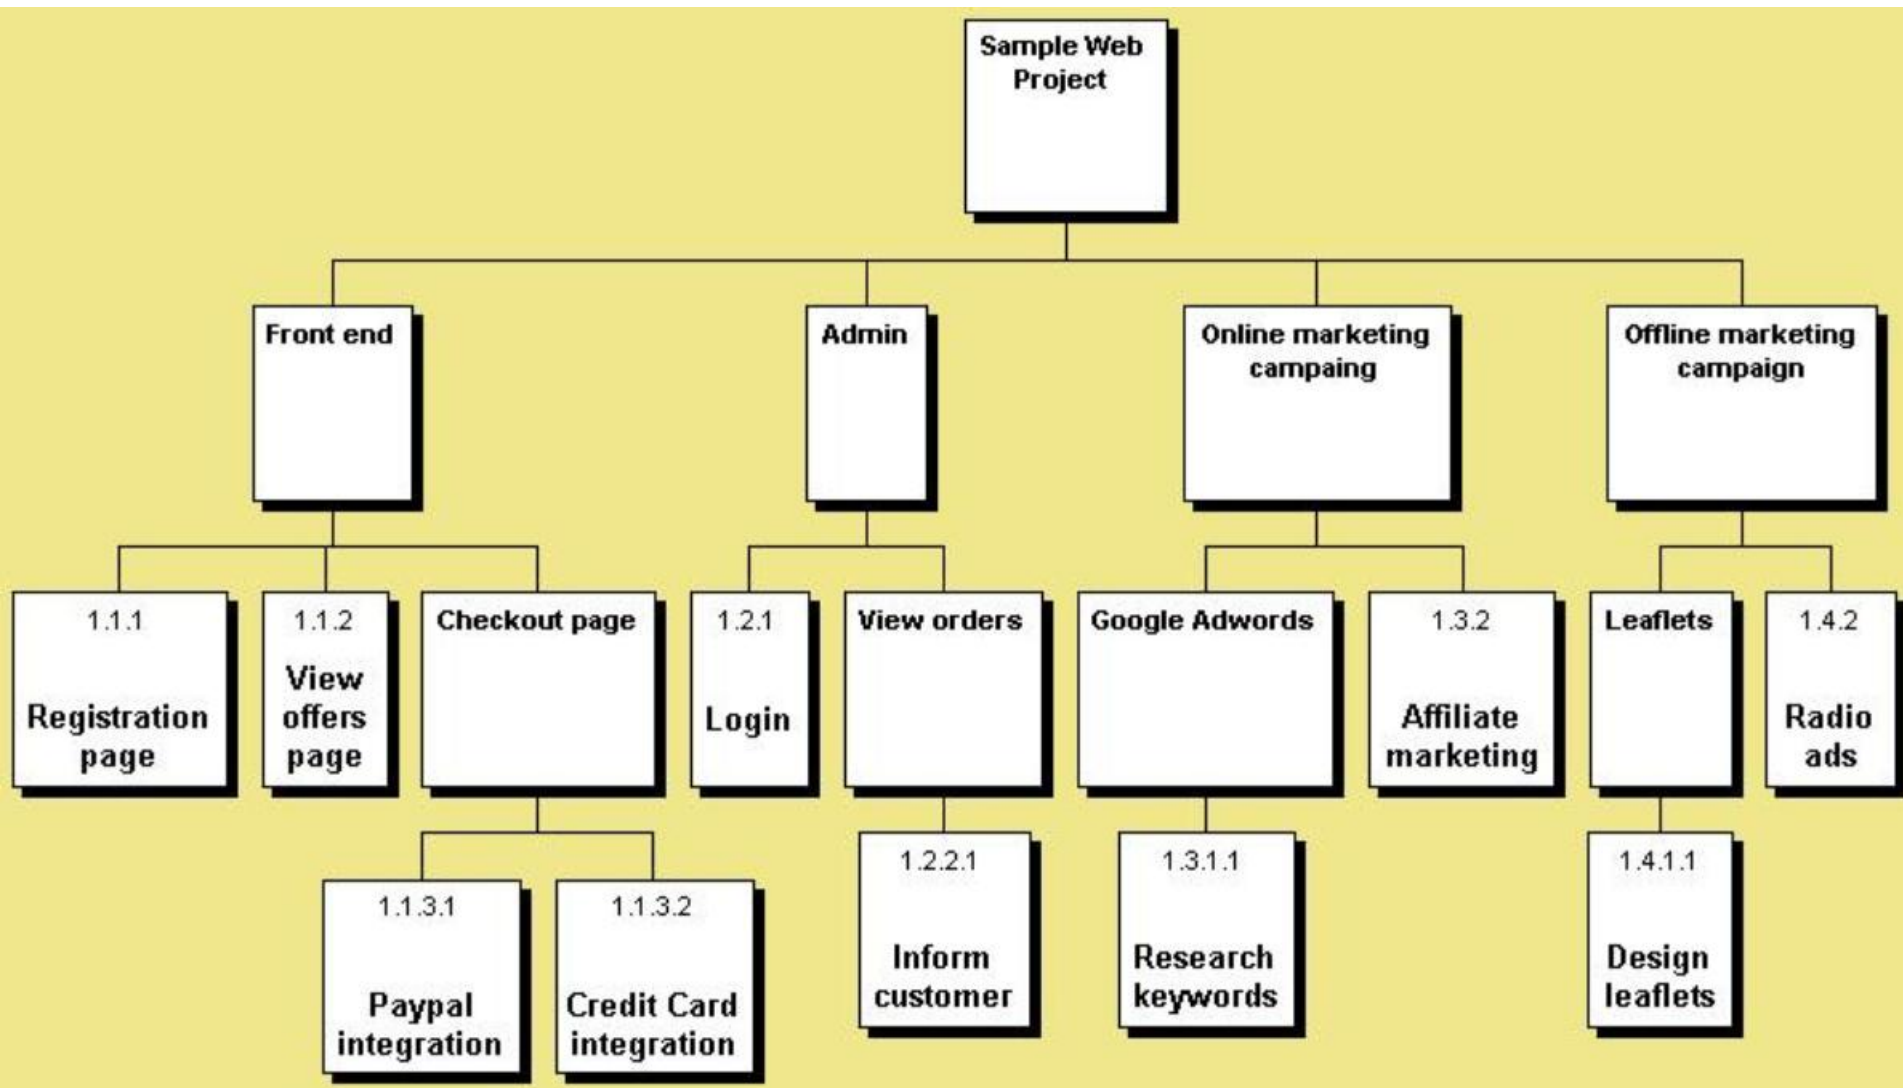 Sample Web
Project
Front end
Admin
Online marketing
campaing
Offline marketing
campaign
1.1.1
Registration
page
1.1.2
View
offers
page
Checkout page
1.2.1
Login
View orders
Google Adwords
1.3.2
Affiliate
marketing
Leaflets
1.4.2
Radio
ads
1.1.3.1
Paypal
integration
1.1.3.2
Credit Card
integration
1.2.2.1
Inform
customer
1.3.1.1
Research
keywords
1.4.1.1
Design
leaflets